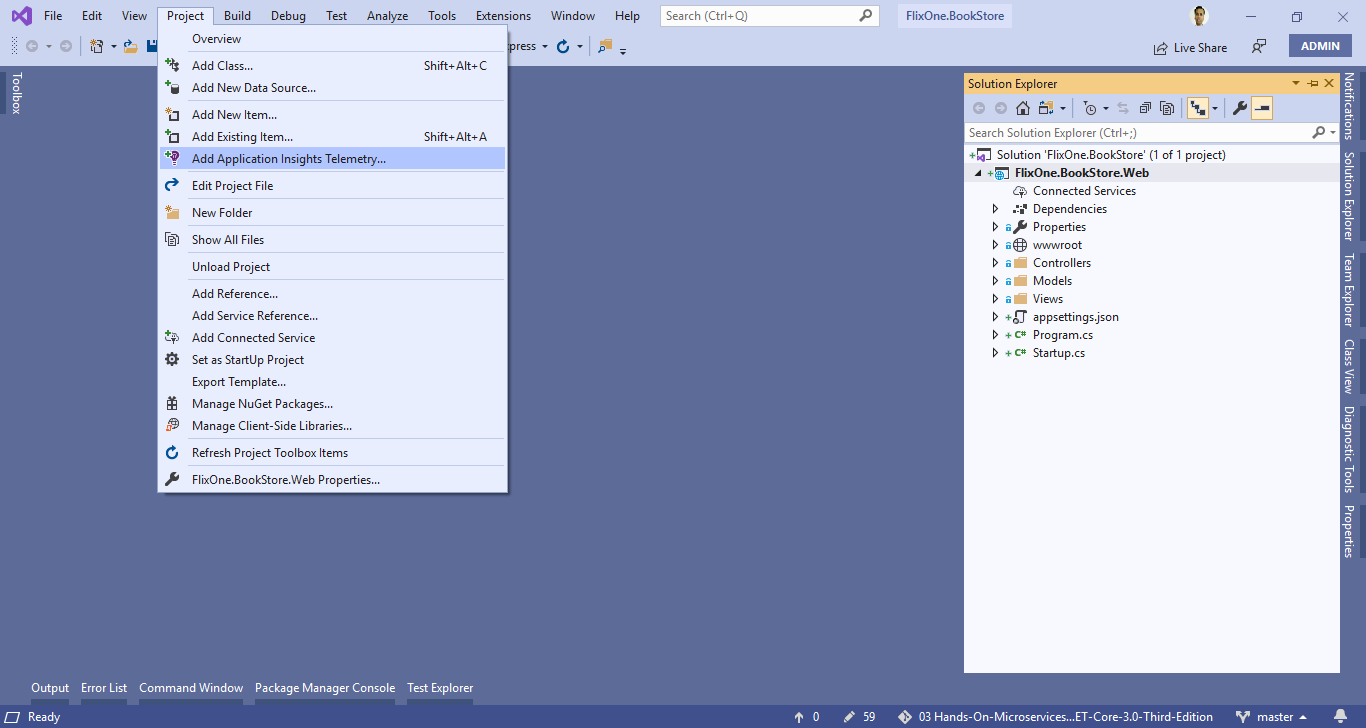 File Edit View Project Build Debug Test Analyze Tools Extensions Window Help Search (Ctrl+Q) FlixOne.BookStore
Live Share ADMIN
Toolbox
Overview
Add Class... Shift+Alt+C
Add New Data Source...
Add New Item...
Add Existing Item... Shift+Alt+A
Add Application Insights Telemetry...
Edit Project File
New Folder
Show All Files
Unload Project
Add Reference...
Add Service Reference...
Add Connected Service
Set as StartUp Project
Export Template...
Manage NuGet Packages...
Manage Client-Side Libraries...
Refresh Project Toolbox Items
FlixOne.BookStore.Web Properties...
Solution Explorer
Search Solution Explorer (Ctrl+;)
Solution 'FlixOne.BookStore' (1 of 1 project)
FlixOne.BookStore.Web
Connected Services
Dependencies
Properties
wwwroot
Controllers
Models
Views
appsettings.json
C# Program.cs
C# Startup.cs
Notifications
Solution Explorer
Team Explorer
Class View
Diagnostic Tools
Properties
Output Error List Command Window Package Manager Console Test Explorer
Ready 0 59 03 Hands-On-Microservices...ET-Core-3.0-Third-Edition master